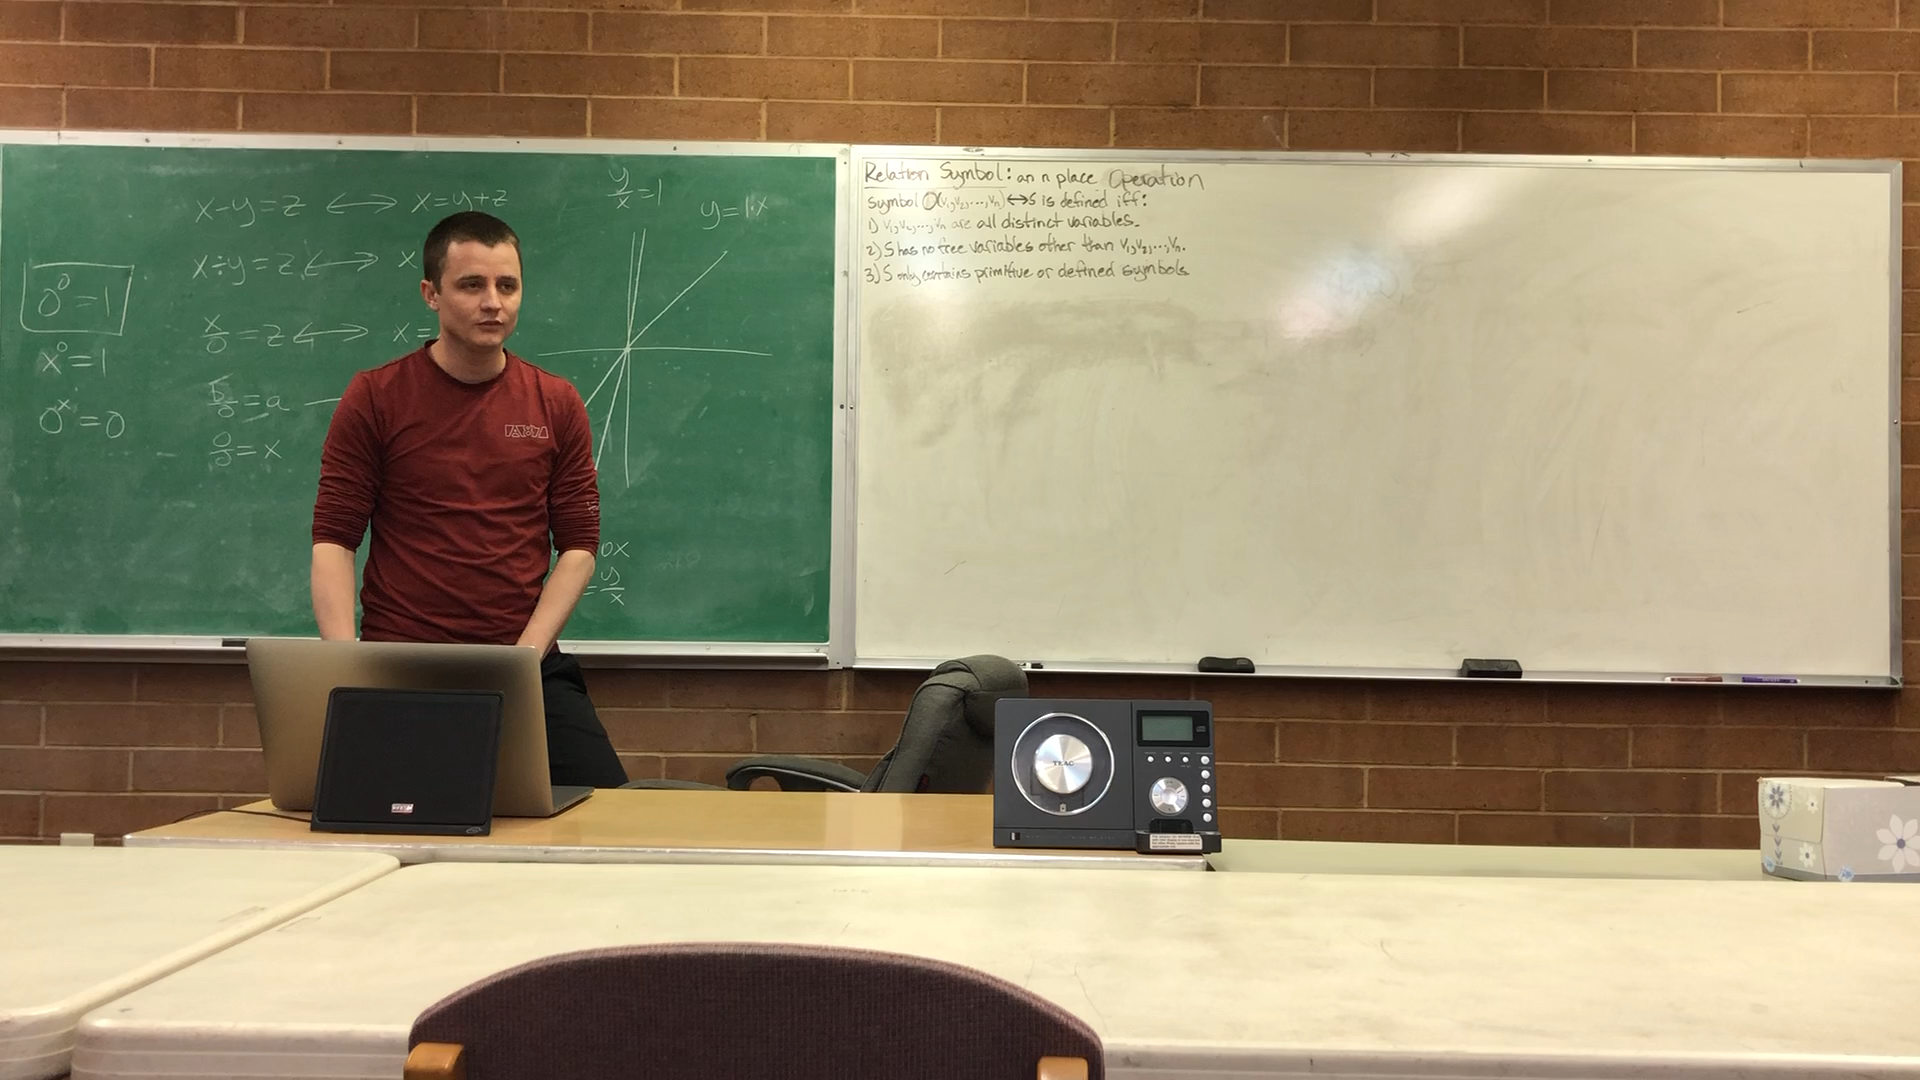 x-y=z ⟷ x=y+z
y/x=1
y=1·x
x÷y=z ⟷ x
0⁰=1
x/0=z ⟷ x=
x⁰=1
b/0=a
0ˣ=0
0/0=x
0x
=y/x
Relation Symbol: an n place Operation
symbol O(v₁,v₂,...,vₙ)⟷S is defined iff:
1) v₁,v₂,...,vₙ are all distinct variables.
2) S has no free variables other than v₁,v₂,...,vₙ.
3) S only contains primitive or defined symbols
TEAC